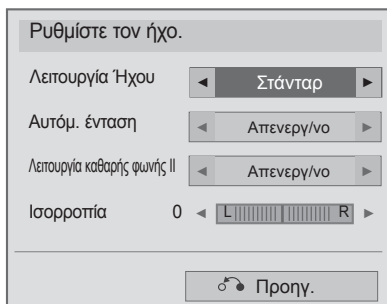 Ρυθμίστε τον ήχο.
Λειτουργία Ήχου ◄ Στάνταρ ►
Αυτόμ. ένταση ◄ Απενεργ/νο ►
Λειτουργία καθαρής φωνής II ◄ Απενεργ/νο ►
Ισορροπία 0 ◄ L R ►
Προηγ.